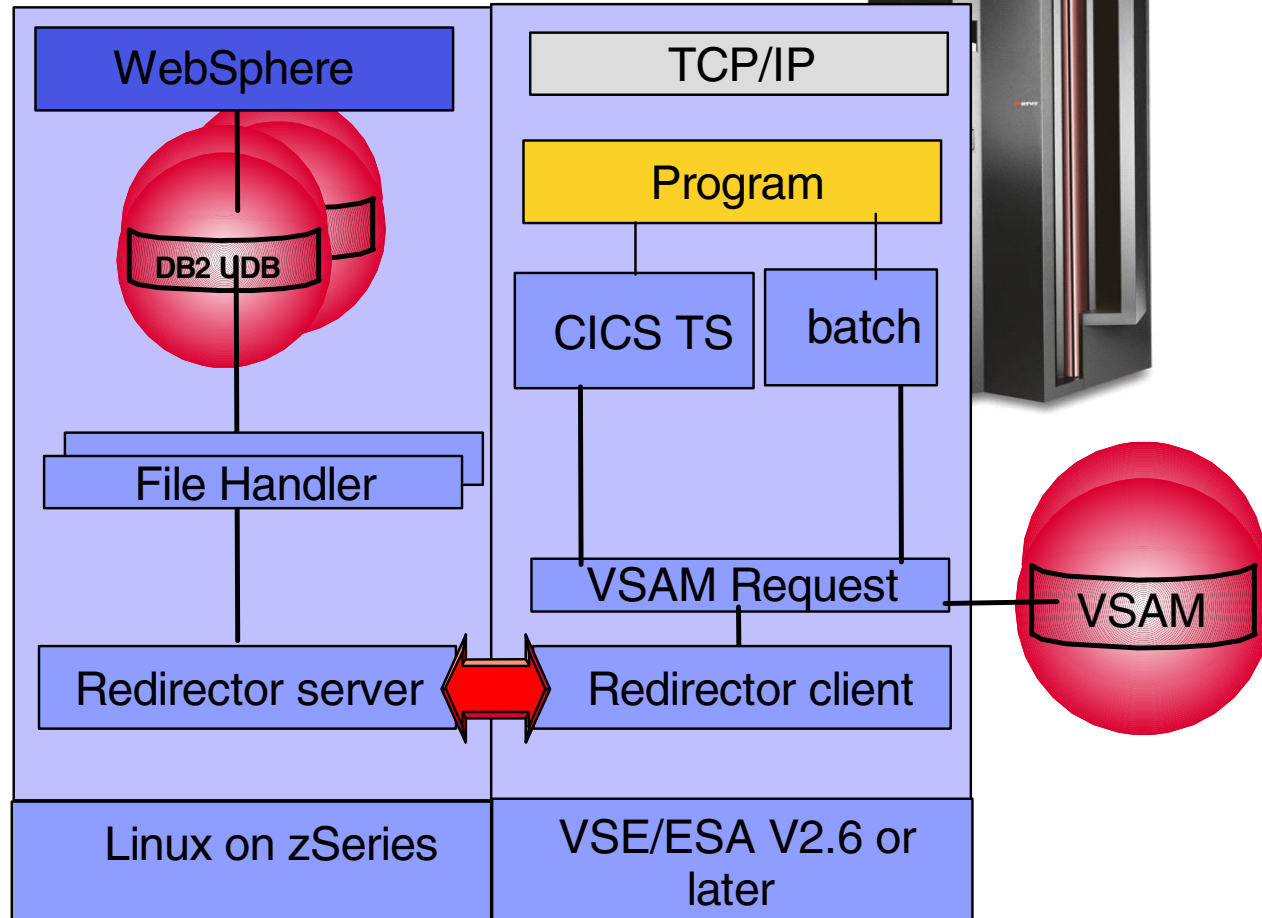 WebSphere
DB2 UDB
File Handler
Redirector server
Linux on zSeries
TCP/IP
Program
CICS TS
batch
VSAM Request
Redirector client
VSE/ESA V2.6 or
later
VSAM